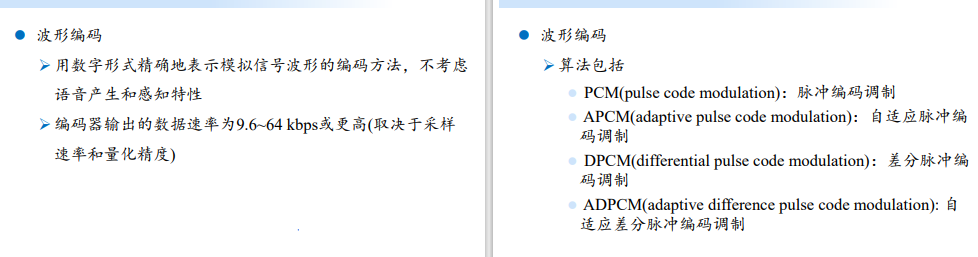 波形编码
用数字形式精确地表示模拟信号波形的编码方法，不考虑
语音产生和感知特性
编码器输出的数据速率为9.6~64 kbps或更高(取决于采样
速率和量化精度)
波形编码
算法包括
PCM(pulse code modulation)：脉冲编码调制
APCM(adaptive pulse code modulation)：自适应脉冲编
码调制
DPCM(differential pulse code modulation)：差分脉冲编
码调制
ADPCM(adaptive difference pulse code modulation): 自
适应差分脉冲编码调制